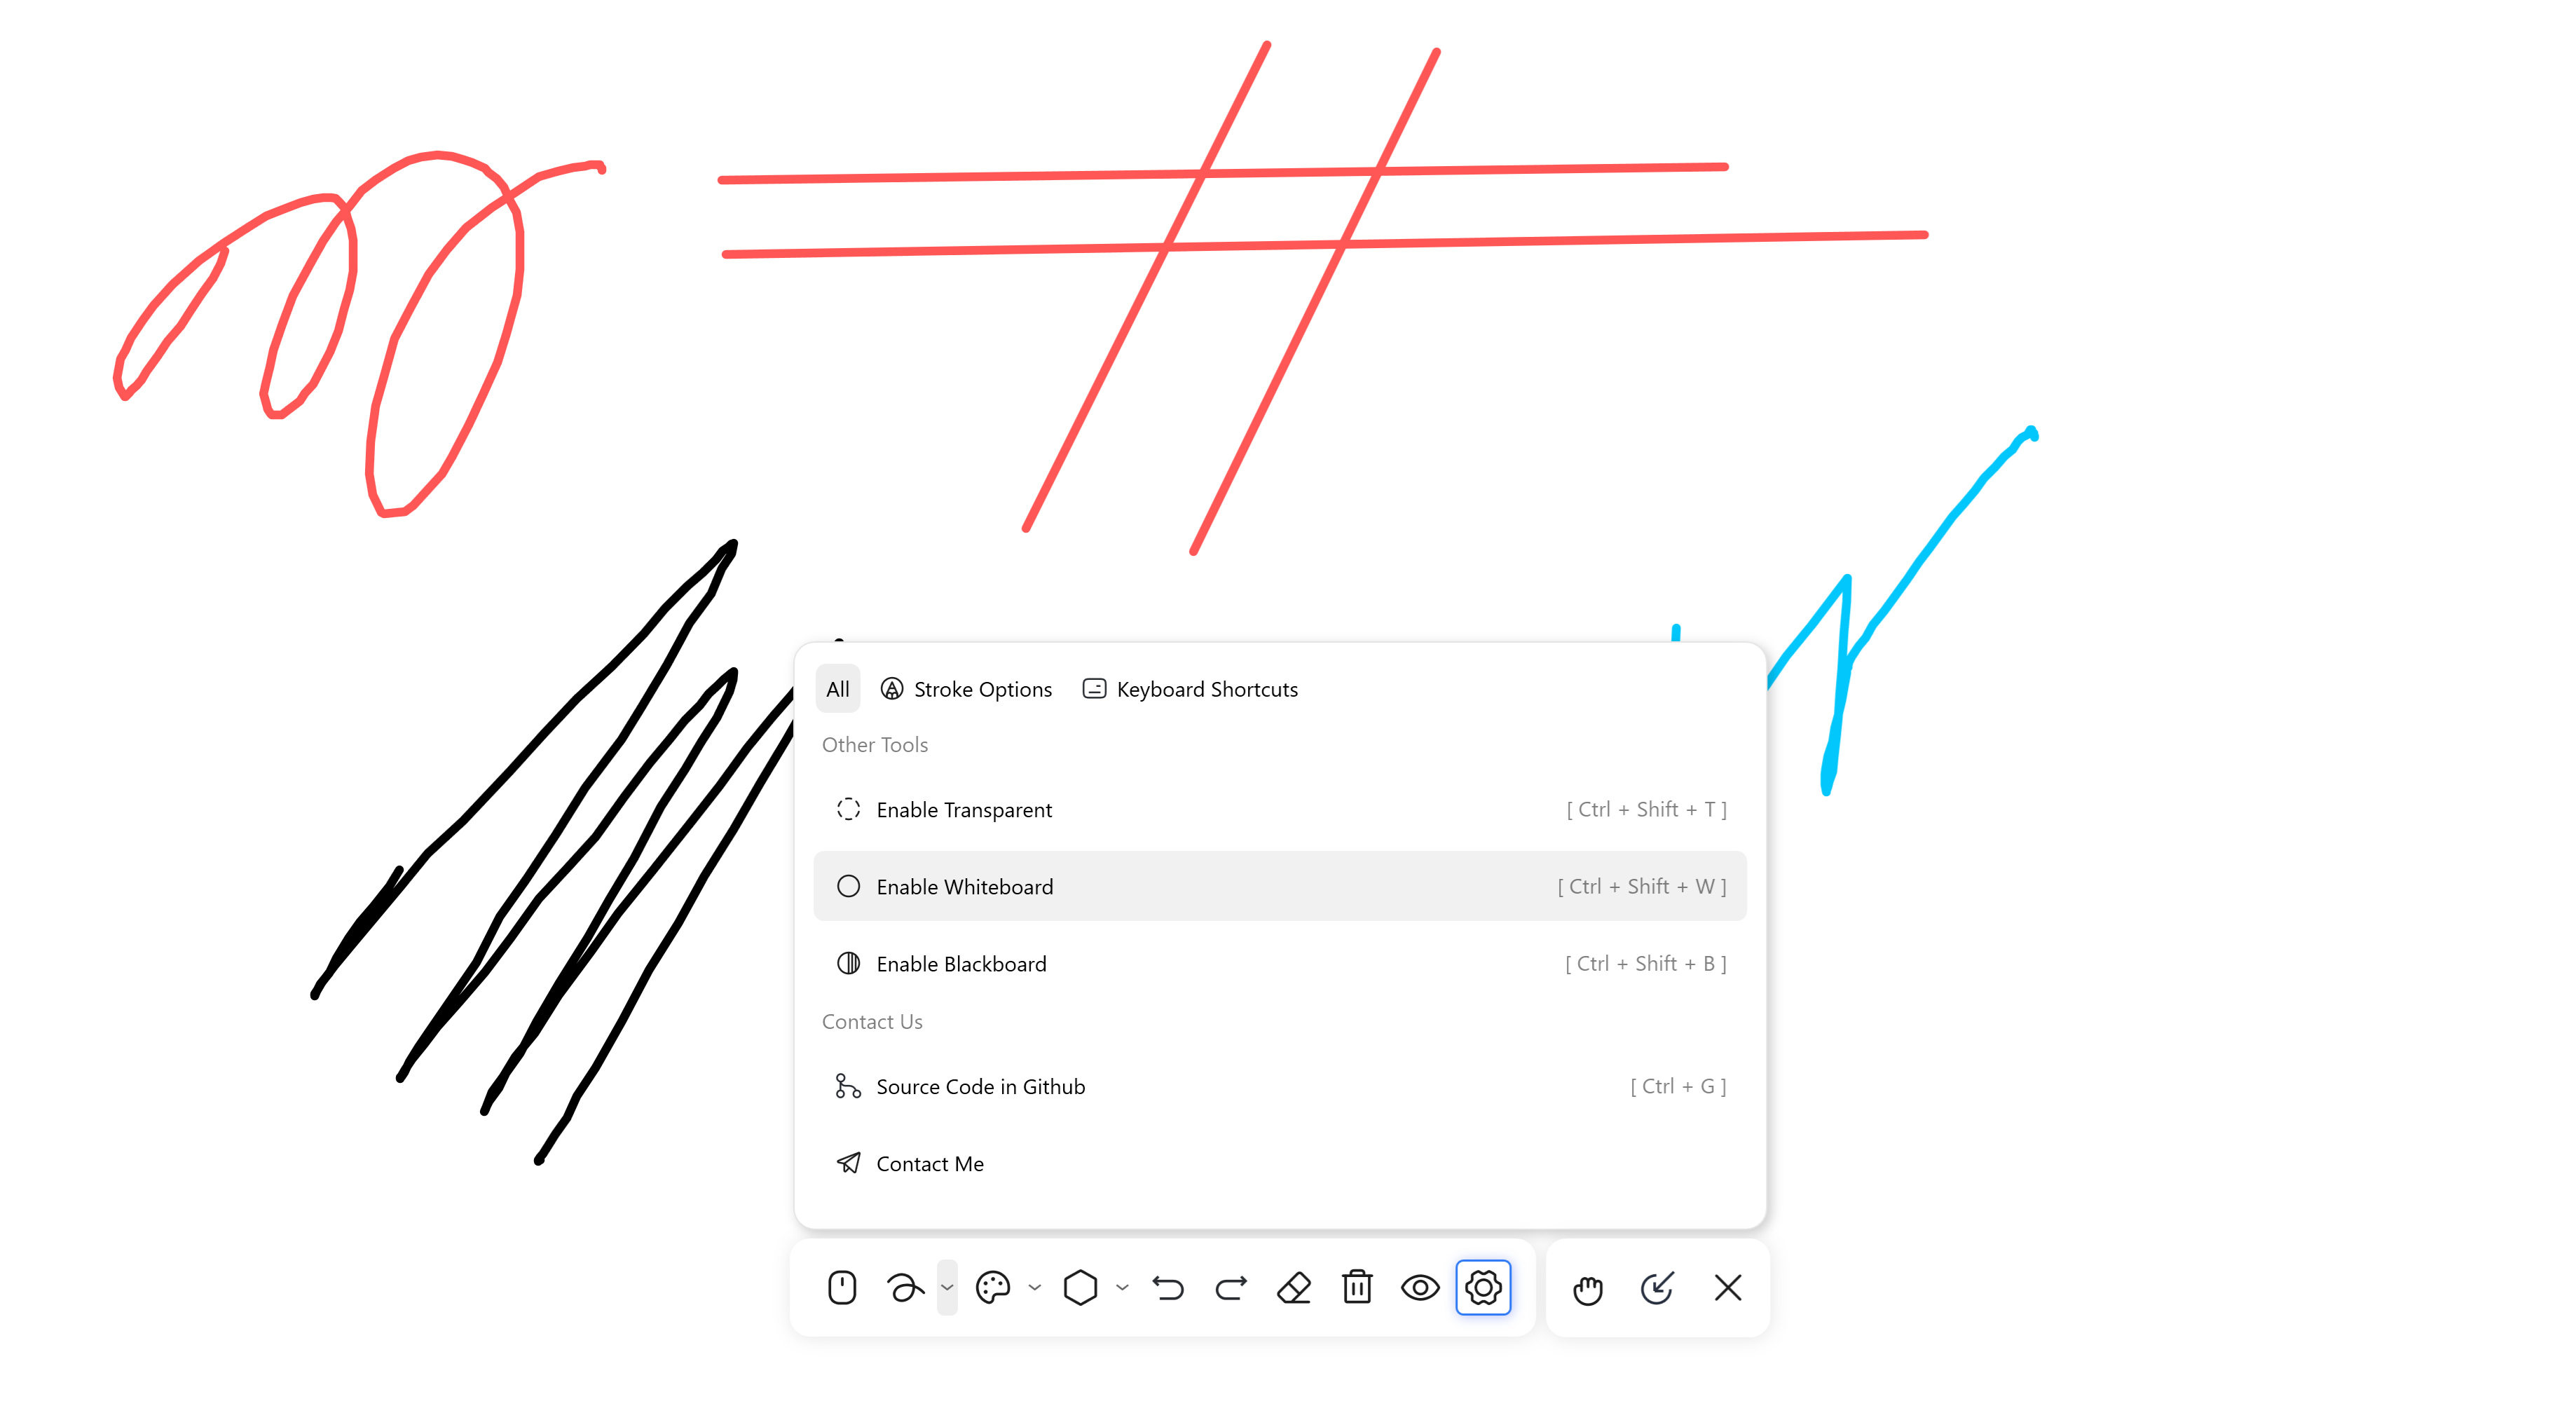 All Stroke Options Keyboard Shortcuts
Other Tools
Enable Transparent [ Ctrl + Shift + T ]
Enable Whiteboard [ Ctrl + Shift + W ]
Enable Blackboard [ Ctrl + Shift + B ]
Contact Us
Source Code in Github [ Ctrl + G ]
Contact Me